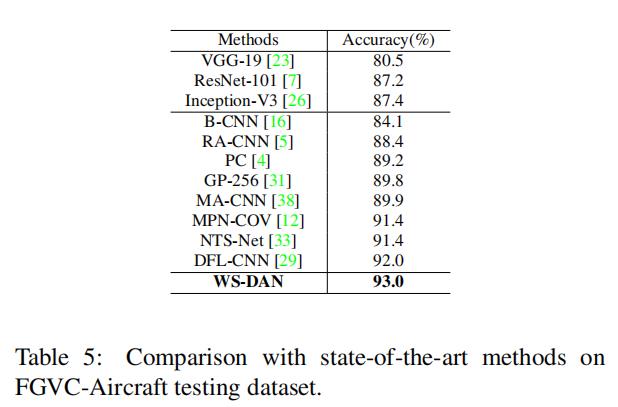 Methods Accuracy(%)
VGG-19 [23] 80.5
ResNet-101 [7] 87.2
Inception-V3 [26] 87.4
B-CNN [16] 84.1
RA-CNN [5] 88.4
PC [4] 89.2
GP-256 [31] 89.8
MA-CNN [38] 89.9
MPN-COV [12] 91.4
NTS-Net [33] 91.4
DFL-CNN [29] 92.0
WS-DAN 93.0
Table 5: Comparison with state-of-the-art methods on
FGVC-Aircraft testing dataset.